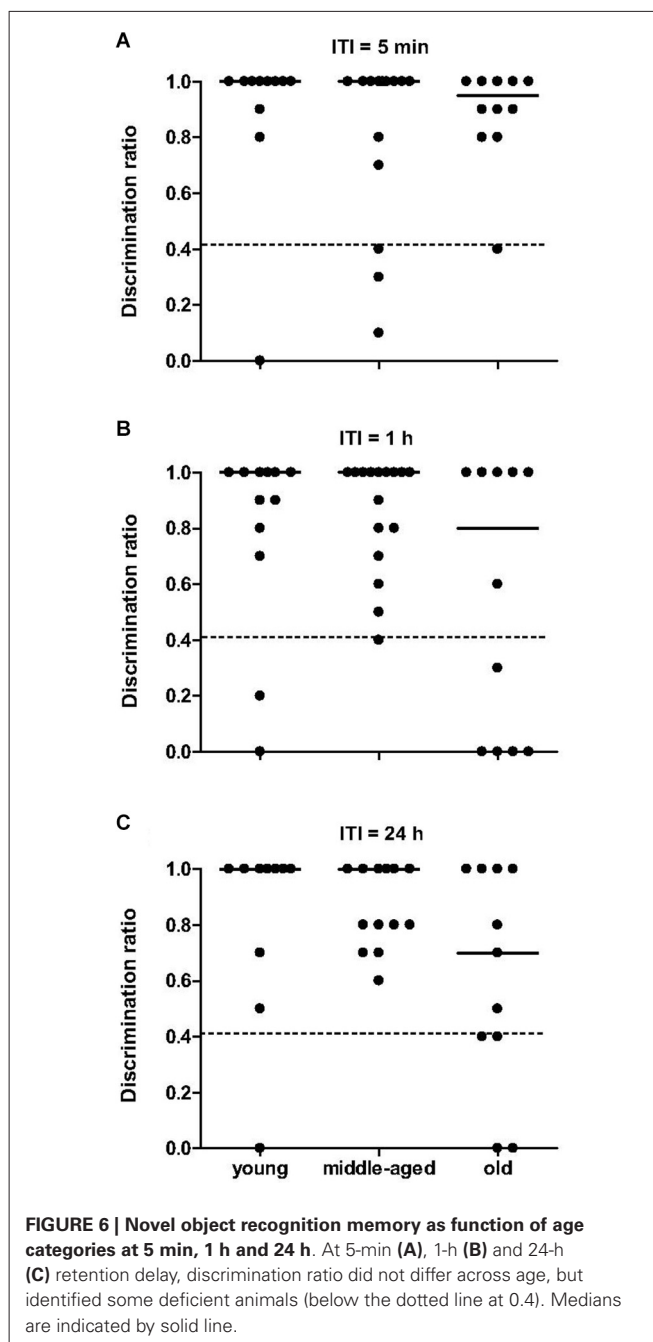 A
ITI = 5 min
Discrimination ratio
1.0
0.8
0.6
0.4
0.2
0.0
B
ITI = 1 h
Discrimination ratio
1.0
0.8
0.6
0.4
0.2
0.0
C
ITI = 24 h
Discrimination ratio
1.0
0.8
0.6
0.4
0.2
0.0
young middle-aged old
FIGURE 6 | Novel object recognition memory as function of age
categories at 5 min, 1 h and 24 h. At 5-min (A), 1-h (B) and 24-h
(C) retention delay, discrimination ratio did not differ across age, but
identified some deficient animals (below the dotted line at 0.4). Medians
are indicated by solid line.